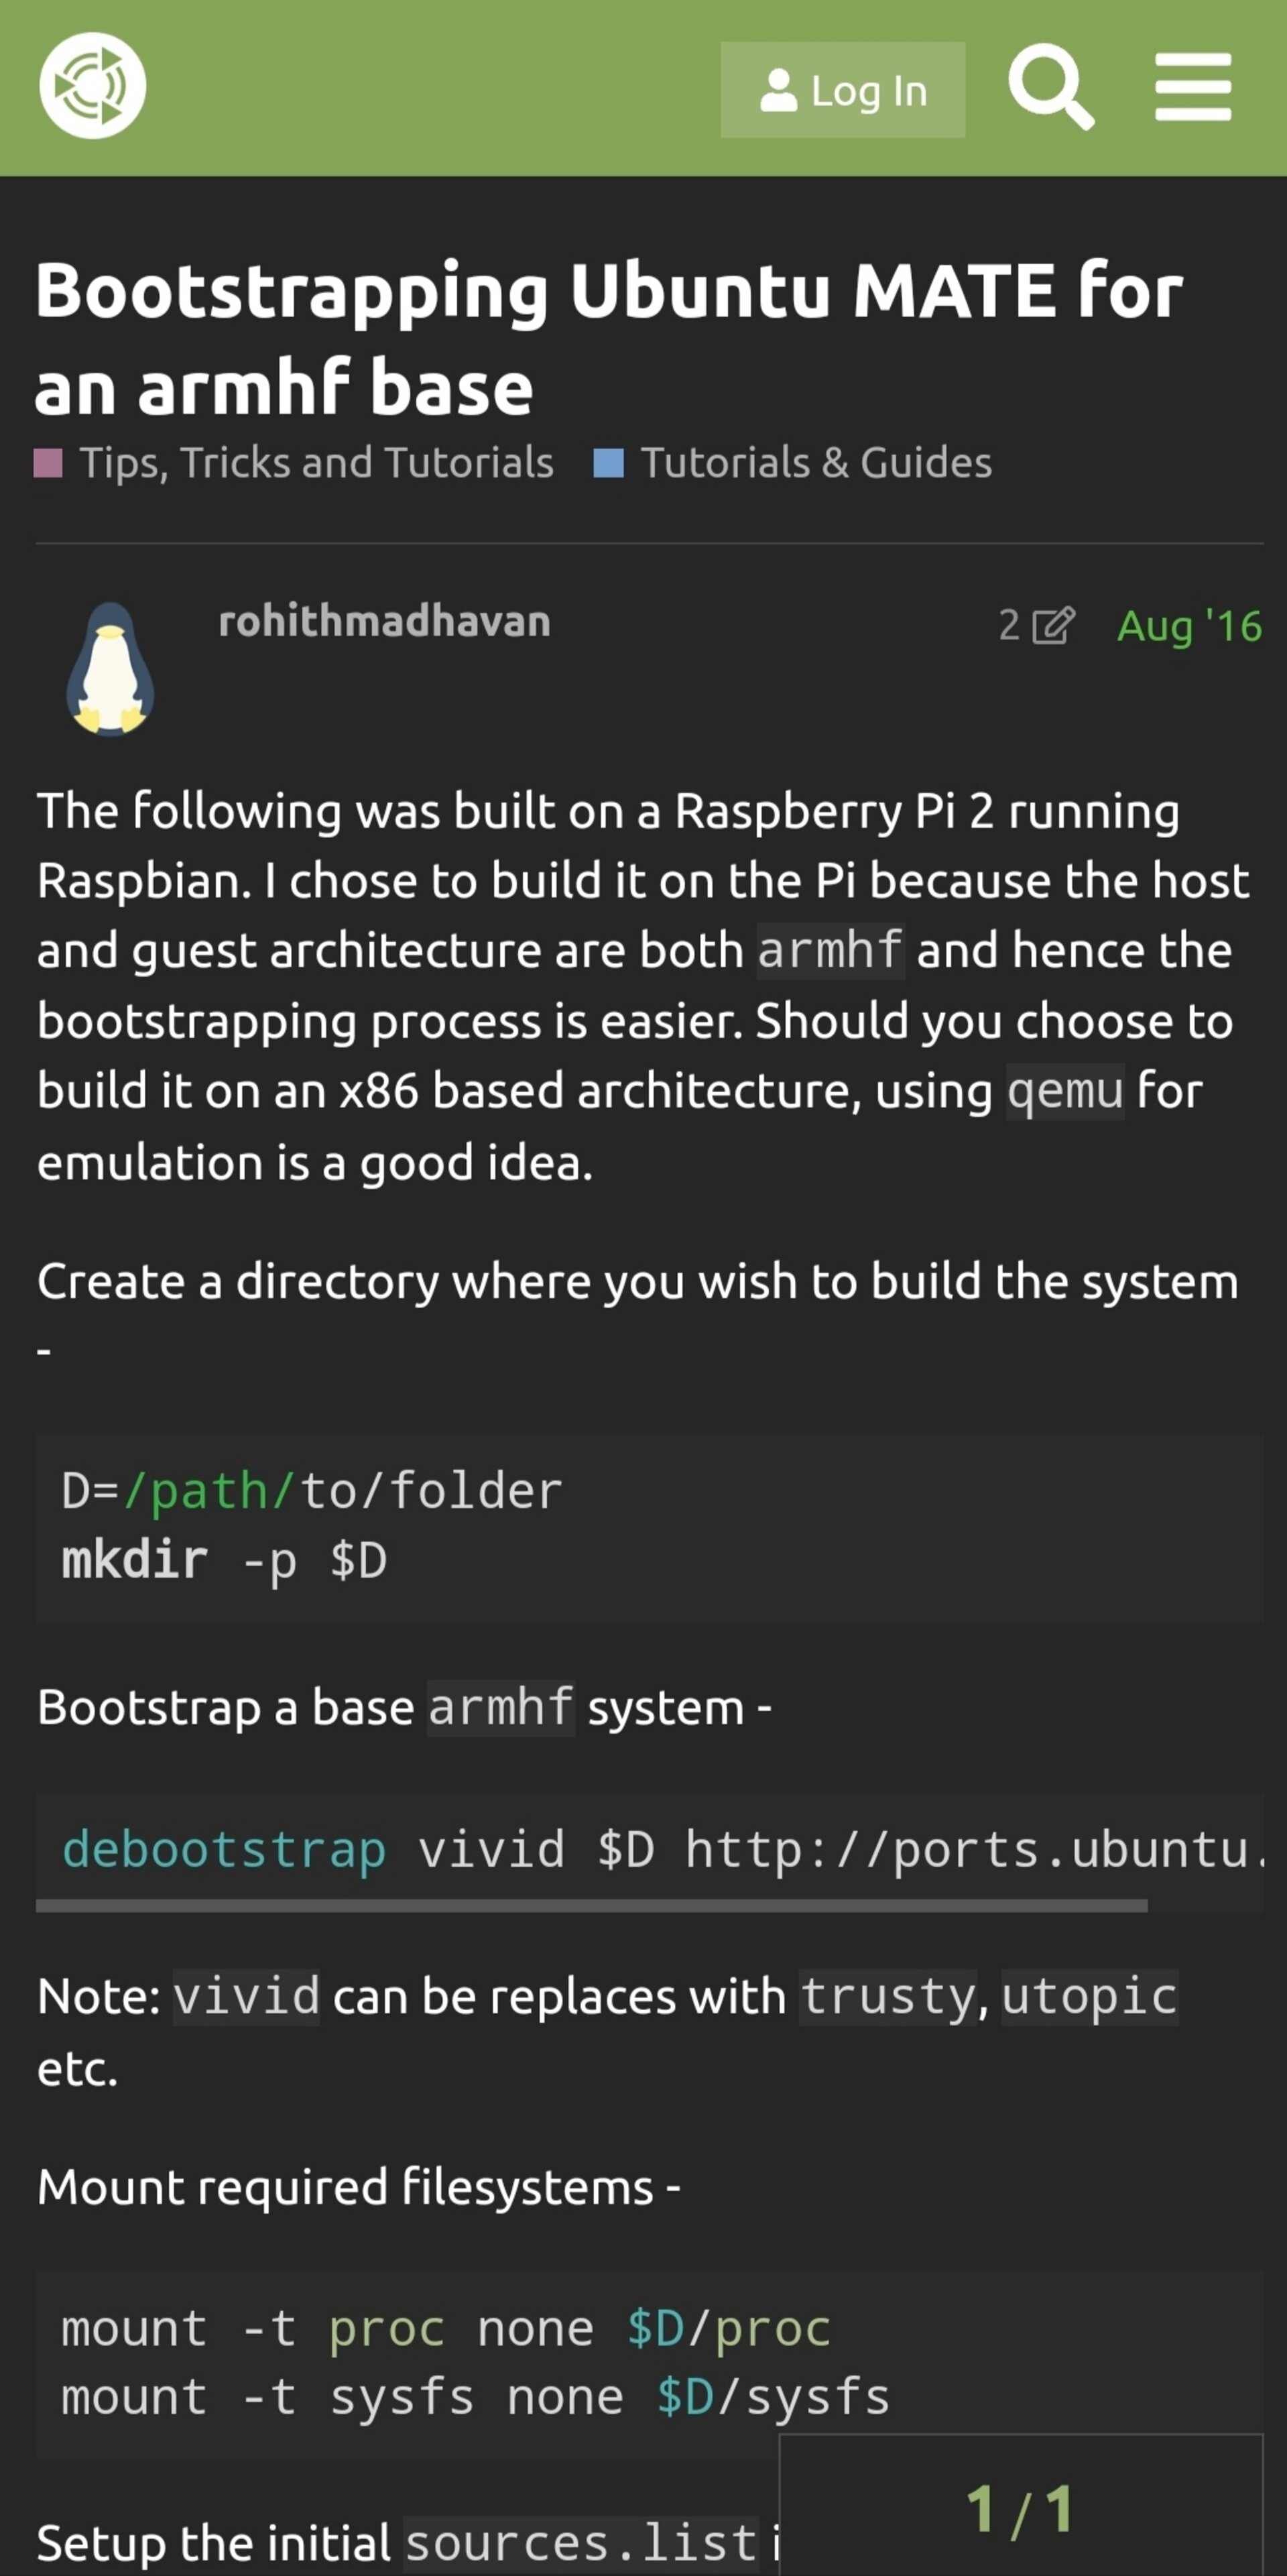 Log In
Bootstrapping Ubuntu MATE for
an armhf base
Tips, Tricks and Tutorials Tutorials & Guides
rohithmadhavan 2 Aug '16
The following was built on a Raspberry Pi 2 running
Raspbian. I chose to build it on the Pi because the host
and guest architecture are both armhf and hence the
bootstrapping process is easier. Should you choose to
build it on an x86 based architecture, using qemu for
emulation is a good idea.
Create a directory where you wish to build the system
-
D=/path/to/folder
mkdir -p $D
Bootstrap a base armhf system -
debootstrap vivid $D http://ports.ubuntu.
Note: vivid can be replaces with trusty, utopic
etc.
Mount required filesystems -
mount -t proc none $D/proc
mount -t sysfs none $D/sysfs
Setup the initial sources.list i
1/1